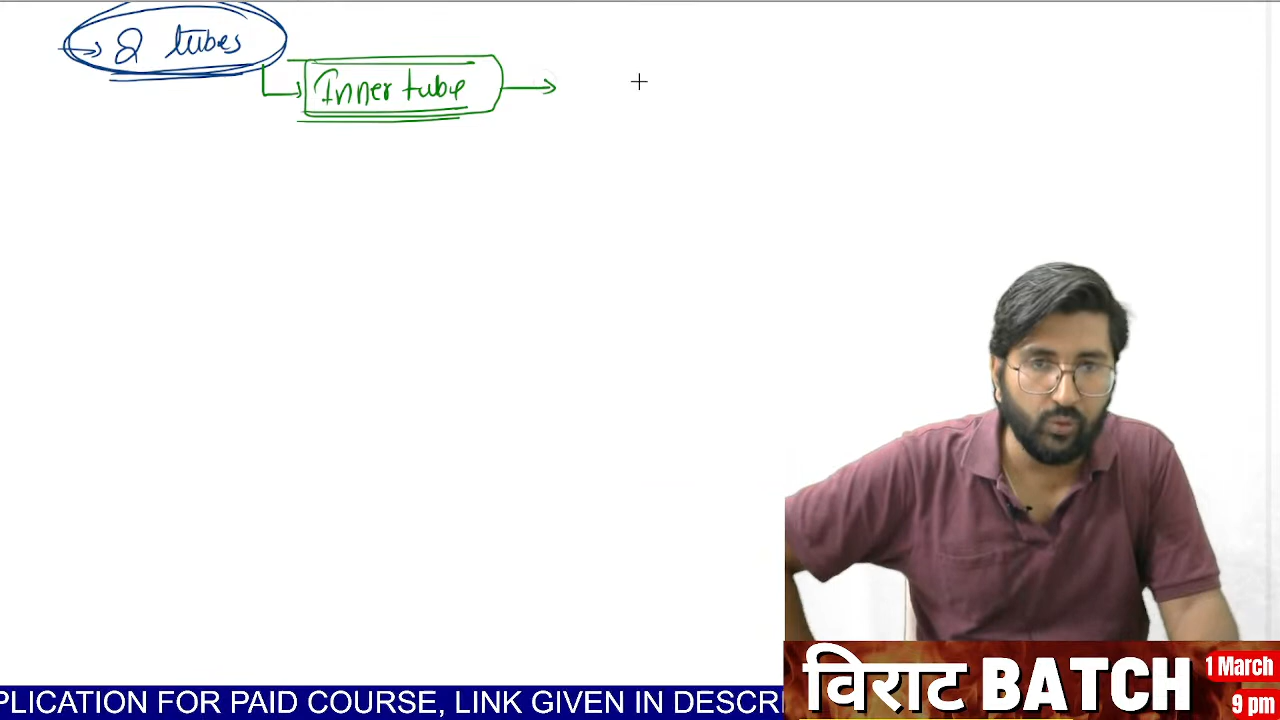 → 2 tubes
Inner tube →
विराट BATCH
1 March
9 pm
PLICATION FOR PAID COURSE, LINK GIVEN IN DESCRI